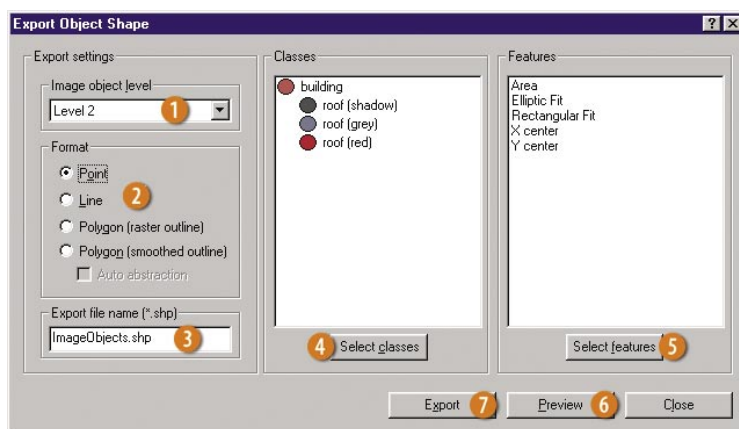 Export Object Shape
Export settings
Image object level
Level 2
1
Format
Point
2
Line
Polygon (raster outline)
Polygon (smoothed outline)
Auto abstraction
Export file name (*.shp)
ImageObjects.shp
3
Classes
building
roof (shadow)
roof (grey)
roof (red)
4 Select classes
Features
Area
Elliptic Fit
Rectangular Fit
X center
Y center
Select features 5
Export 7
Preview 6
Close